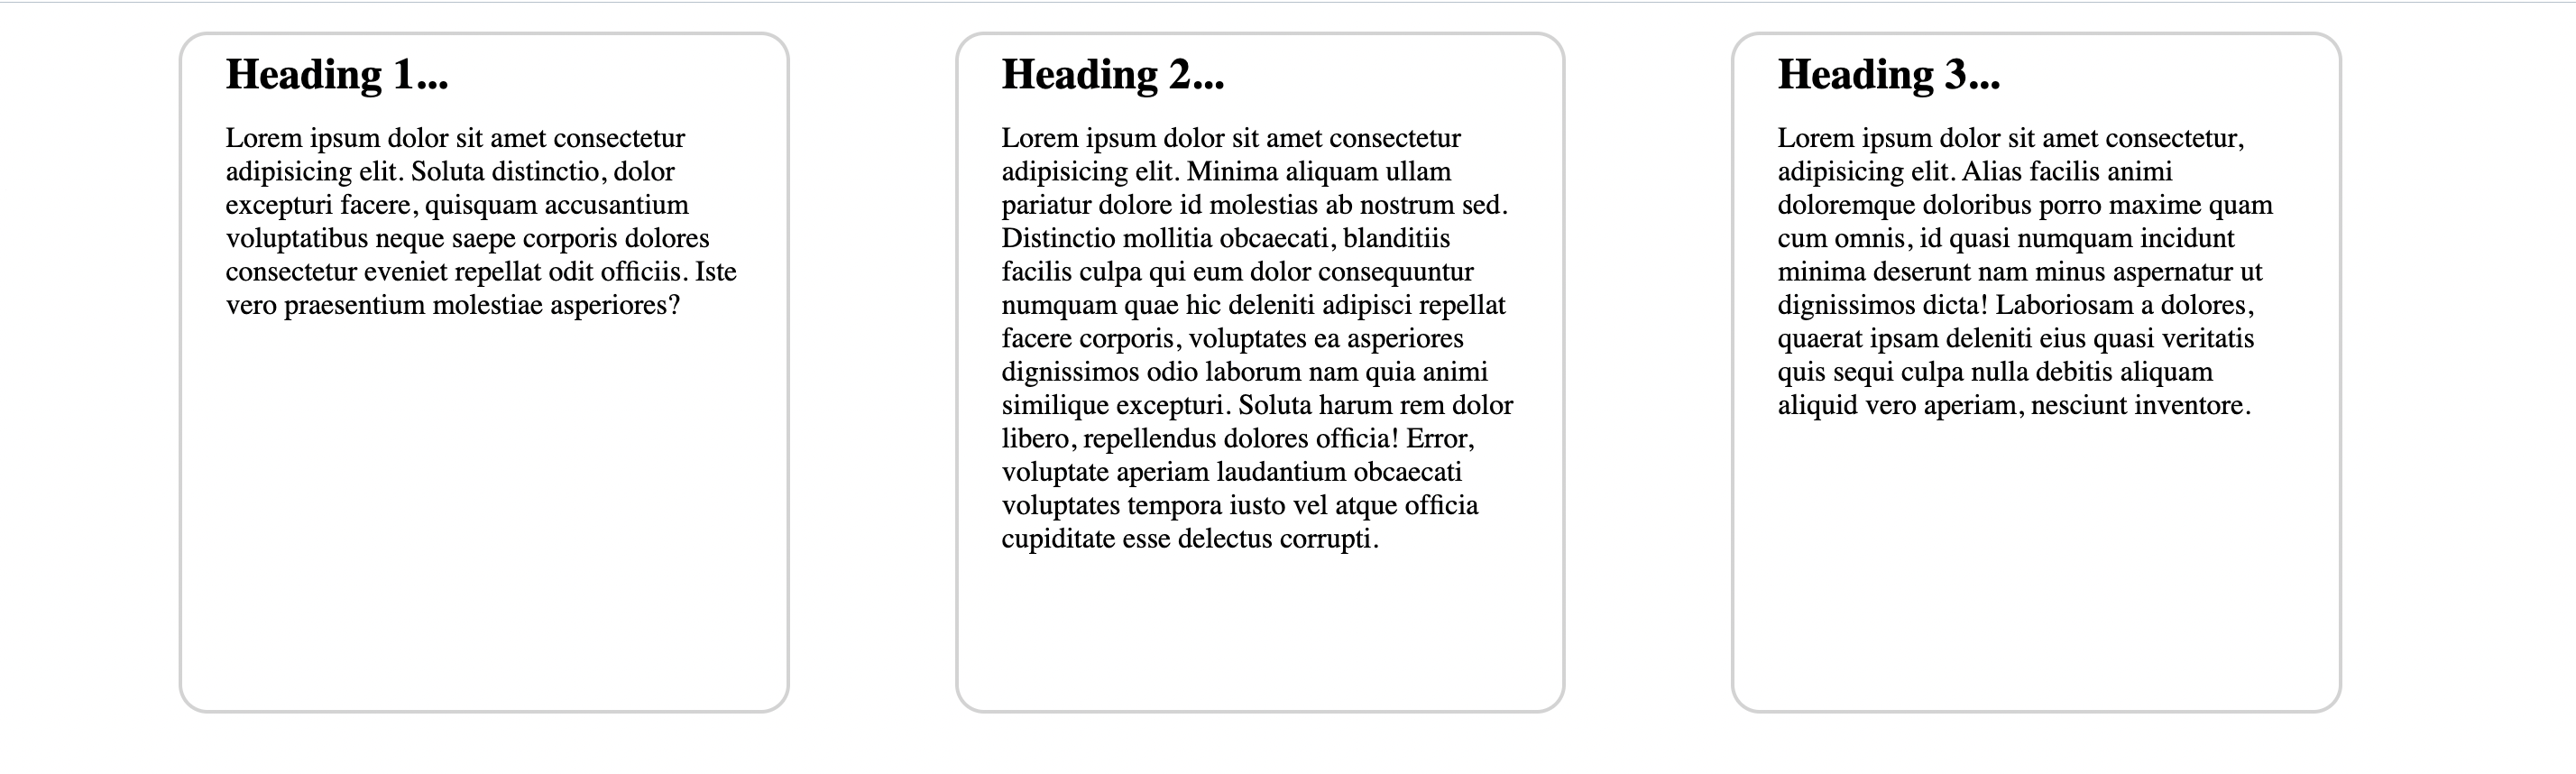 Heading 1...
Lorem ipsum dolor sit amet consectetur
adipisicing elit. Soluta distinctio, dolor
excepturi facere, quisquam accusantium
voluptatibus neque saepe corporis dolores
consectetur eveniet repellat odit officiis. Iste
vero praesentium molestiae asperiores?
Heading 2...
Lorem ipsum dolor sit amet consectetur
adipisicing elit. Minima aliquam ullam
pariatur dolore id molestias ab nostrum sed.
Distinctio mollitia obcaecati, blanditiis
facilis culpa qui eum dolor consequuntur
numquam quae hic deleniti adipisci repellat
facere corporis, voluptates ea asperiores
dignissimos odio laborum nam quia animi
similique excepturi. Soluta harum rem dolor
libero, repellendus dolores officia! Error,
voluptate aperiam laudantium obcaecati
voluptates tempora iusto vel atque officia
cupiditate esse delectus corrupti.
Heading 3...
Lorem ipsum dolor sit amet consectetur,
adipisicing elit. Alias facilis animi
doloremque doloribus porro maxime quam
cum omnis, id quasi numquam incidunt
minima deserunt nam minus aspernatur ut
dignissimos dicta! Laboriosam a dolores,
quaerat ipsam deleniti eius quasi veritatis
quis sequi culpa nulla debitis aliquam
aliquid vero aperiam, nesciunt inventore.